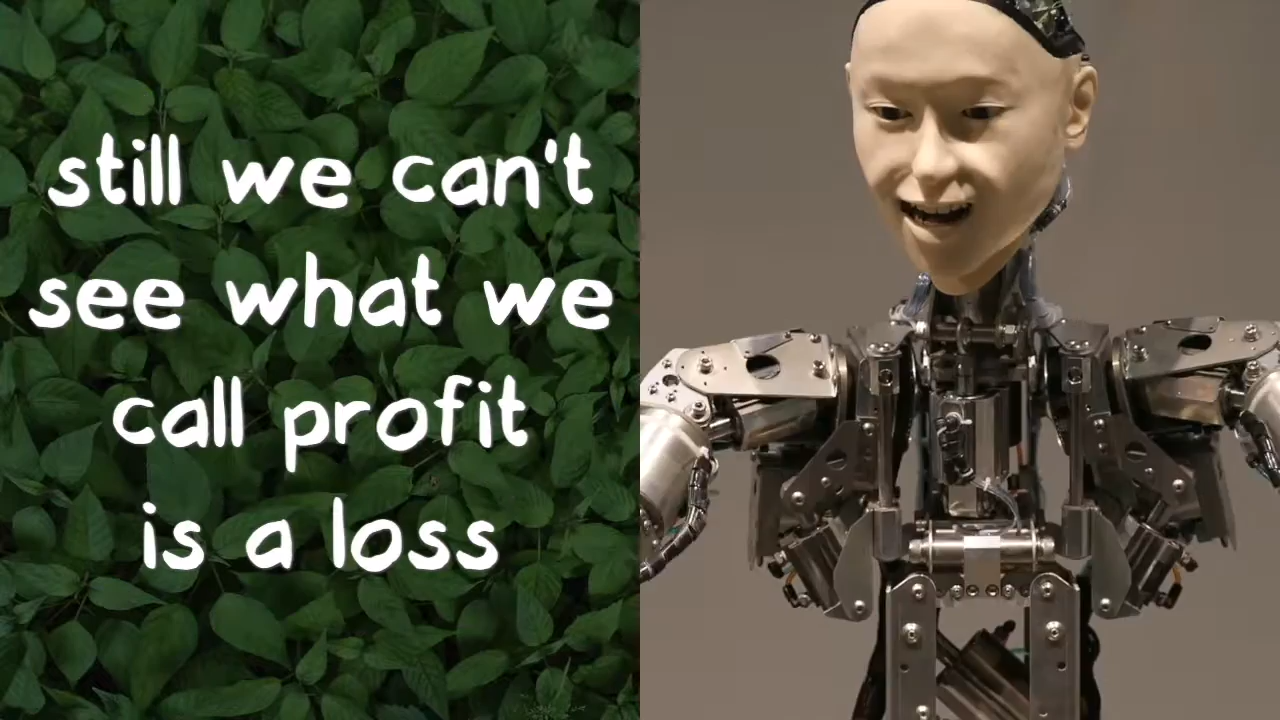 still we can't
see what we
call profit
is a loss